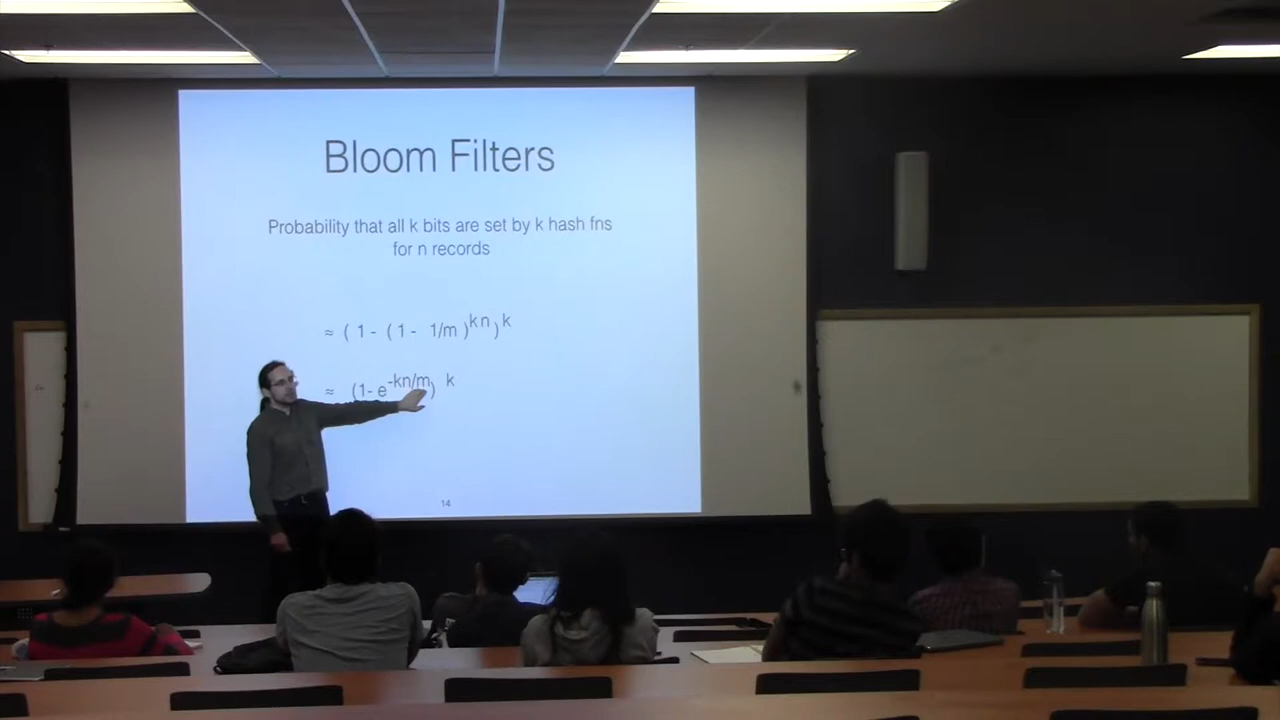 Bloom Filters
Probability that all k bits are set by k hash fns
for n records
≈ ( 1 - ( 1 - 1/m )^kn )^k
≈ (1- e^-kn/m) ^k
14